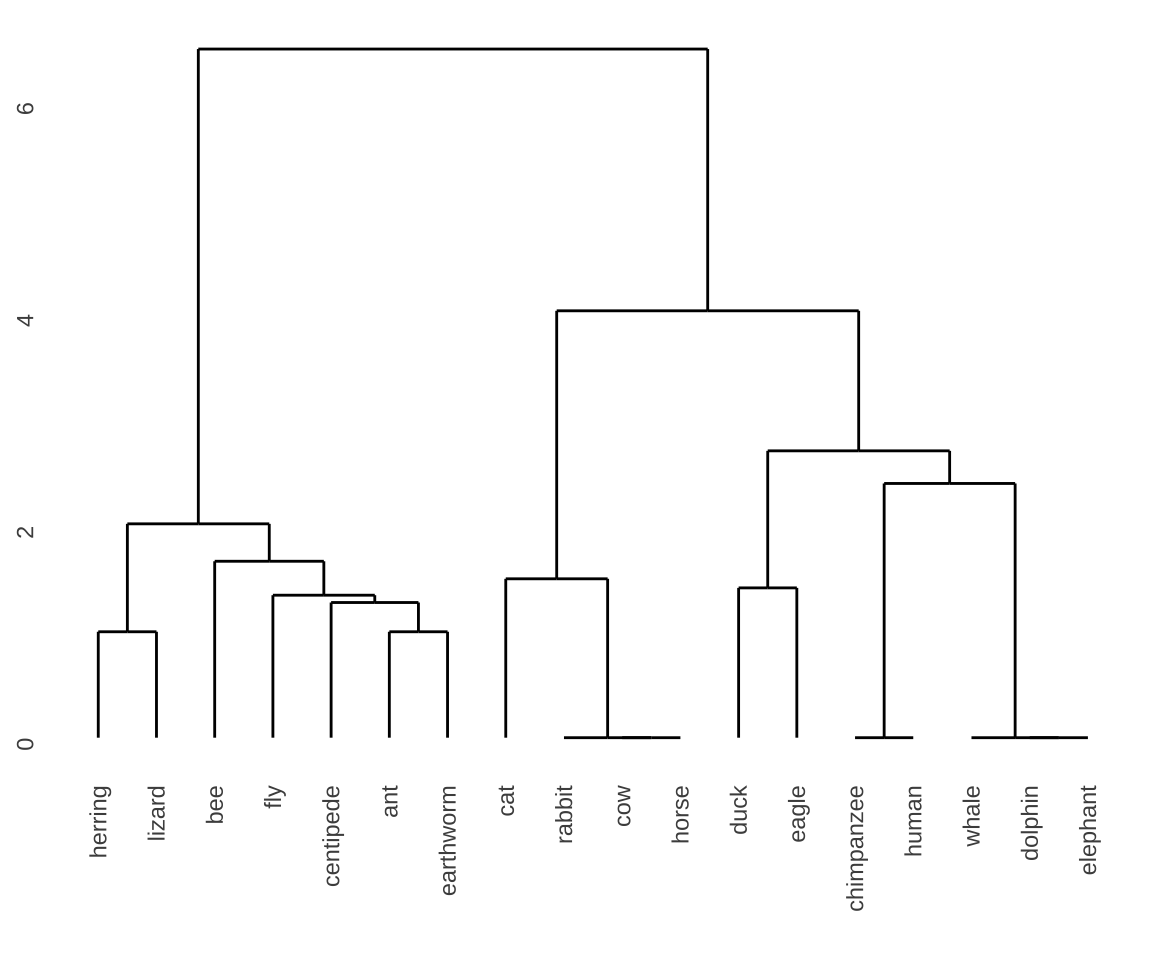 6
4
2
0
herring
lizard
bee
fly
centipede
ant
earthworm
cat
rabbit
cow
horse
duck
eagle
chimpanzee
human
whale
dolphin
elephant